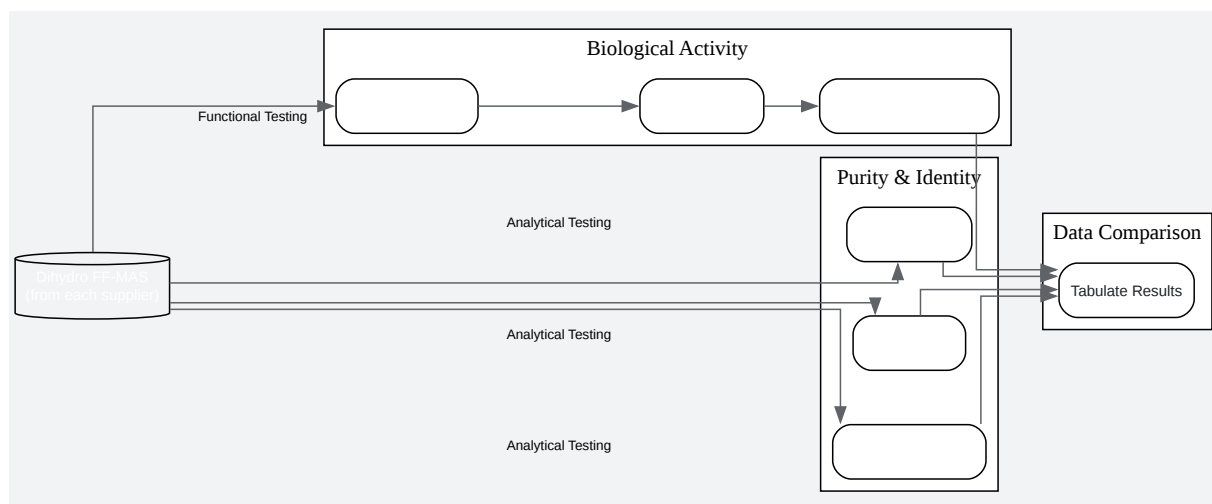 Biological Activity
Functional Testing
Purity & Identity
Analytical Testing
Data Comparison
Dihydro FF-MAS
(from each supplier)
Tabulate Results
Analytical Testing
Analytical Testing